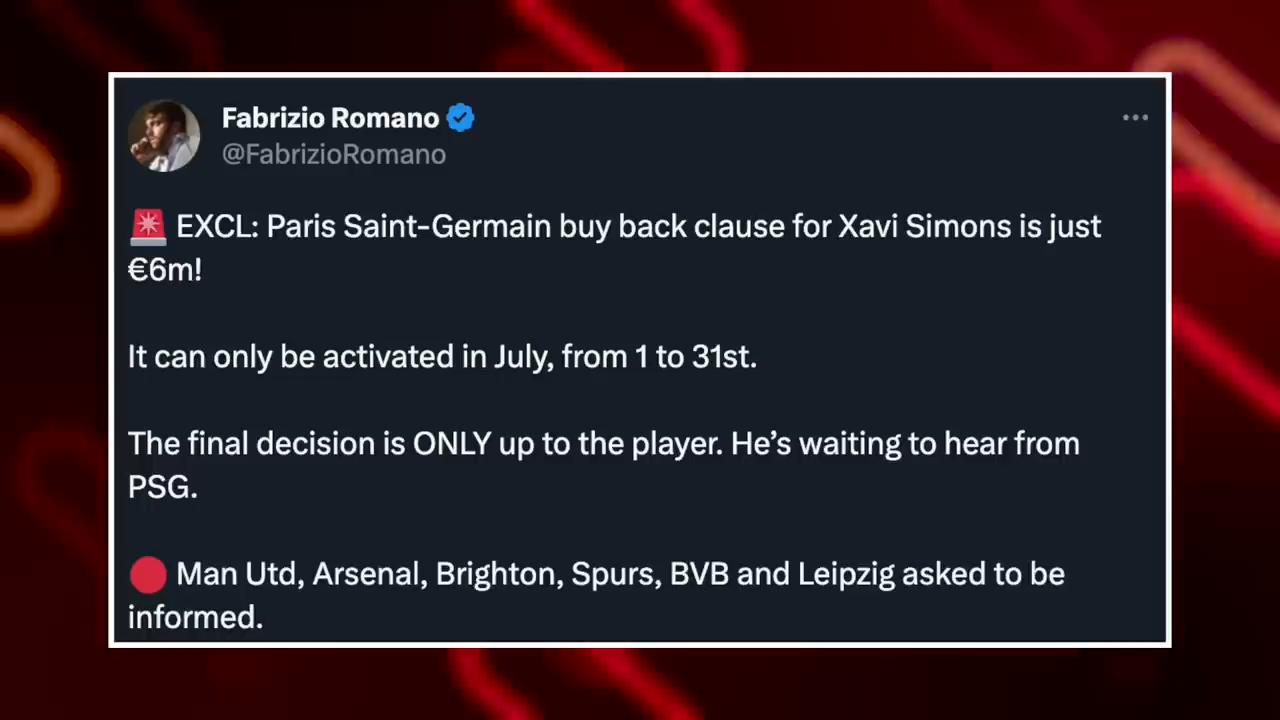 Fabrizio Romano
@FabrizioRomano
🚨 EXCL: Paris Saint-Germain buy back clause for Xavi Simons is just
€6m!
It can only be activated in July, from 1 to 31st.
The final decision is ONLY up to the player. He’s waiting to hear from
PSG.
🔴 Man Utd, Arsenal, Brighton, Spurs, BVB and Leipzig asked to be
informed.